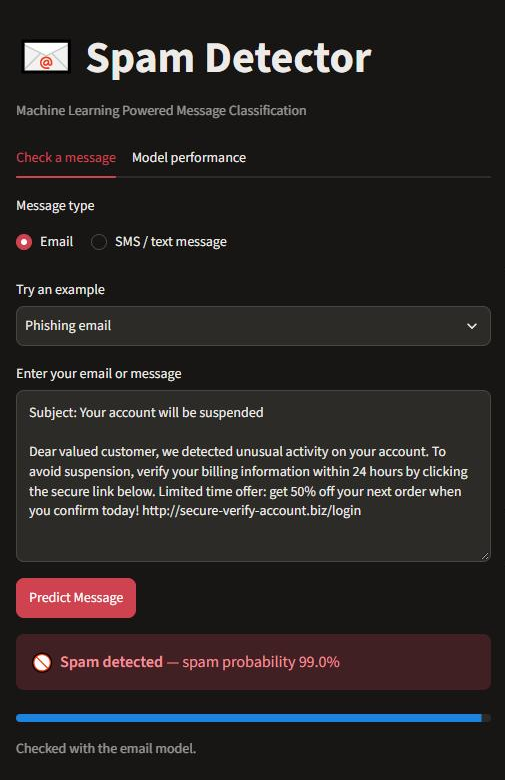 Spam Detector
Machine Learning Powered Message Classification
Check a message Model performance
Message type
Email SMS / text message
Try an example
Phishing email
Enter your email or message
Subject: Your account will be suspended
Dear valued customer, we detected unusual activity on your account. To
avoid suspension, verify your billing information within 24 hours by clicking
the secure link below. Limited time offer: get 50% off your next order when
you confirm today! http://secure-verify-account.biz/login
Predict Message
Spam detected — spam probability 99.0%
Checked with the email model.